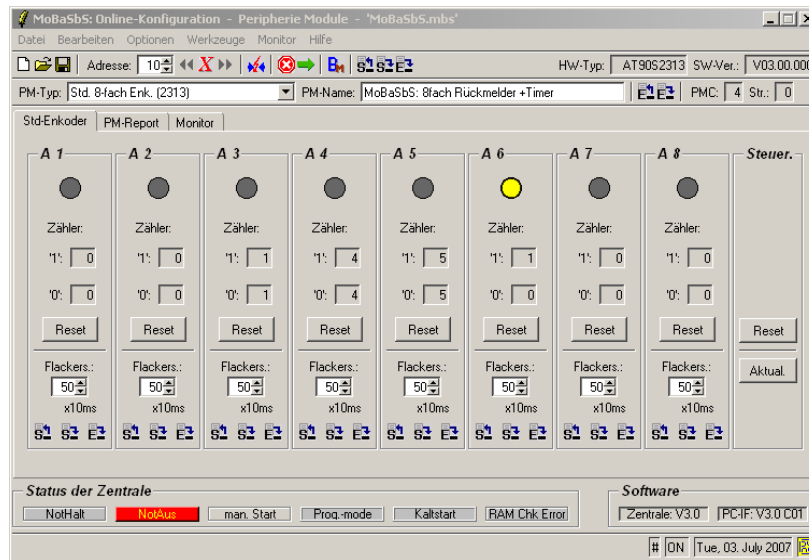 MoBaSbS: Online-Konfiguration - Peripherie Module - 'MoBaSbS.mbs'
Datei Bearbeiten Optionen Werkzeuge Monitor Hilfe
Adresse: 10 X BM S S E HW-Typ: AT90S2313 SW-Ver.: V03.00.000
PM-Typ: Std. 8-fach Enk. (2313) PM-Name: MoBaSbS: 8fach Rückmelder +Timer E E PMC: 4 Str.: 0
Std-Enkoder PM-Report Monitor
A 1 A 2 A 3 A 4 A 5 A 6 A 7 A 8 Steuer.
Zähler: Zähler: Zähler: Zähler: Zähler: Zähler: Zähler: Zähler:
'1': 0 '1': 0 '1': 1 '1': 4 '1': 5 '1': 1 '1': 0 '1': 0
'0': 0 '0': 0 '0': 1 '0': 4 '0': 5 '0': 0 '0': 0 '0': 0
Reset Reset Reset Reset Reset Reset Reset Reset Reset
Flackers.: Flackers.: Flackers.: Flackers.: Flackers.: Flackers.: Flackers.: Flackers.: Aktual.
50 50 50 50 50 50 50 50
x10ms x10ms x10ms x10ms x10ms x10ms x10ms x10ms
S S E S S E S S E S S E S S E S S E S S E S S E
Status der Zentrale Software
NotHalt NotAus man. Start Prog.-mode Kaltstart RAM Chk Error Zentrale: V3.0 PC-IF: V3.0 C01
# ON Tue, 03. July 2007